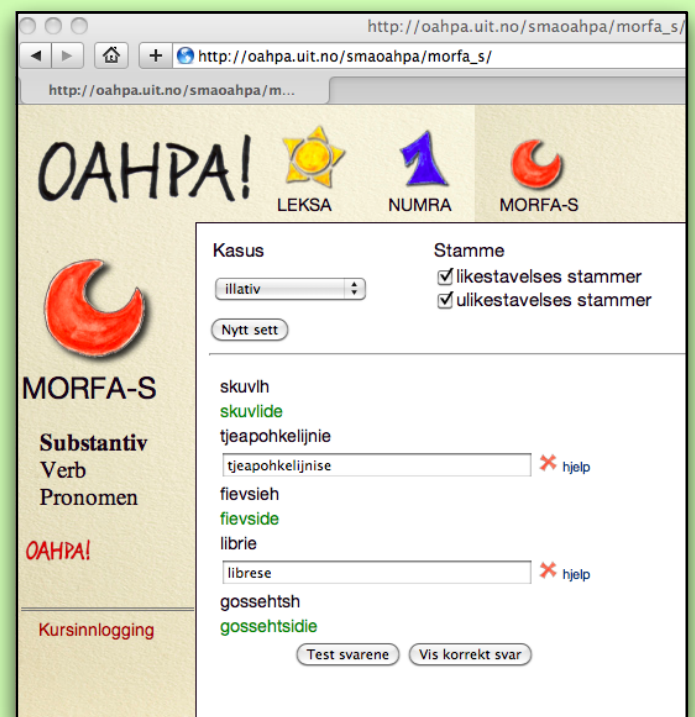 http://oahpa.uit.no/smaoahpa/morfa_s/
http://oahpa.uit.no/smaoahpa/morfa_s/
http://oahpa.uit.no/smaoahpa/m...
OAHPA!
LEKSA
NUMRA
MORFA-S
MORFA-S
Substantiv
Verb
Pronomen
OAHPA!
Kursinnlogging
Kasus
illativ
Nytt sett
Stamme
likestavelses stammer
ulikestavelses stammer
skuvlh
skuvlide
tjeapohkelijnie
tjeapohkelijnise
hjelp
fievsieh
fievside
librie
librese
hjelp
gossehtsh
gossehtsidie
Test svarene
Vis korrekt svar